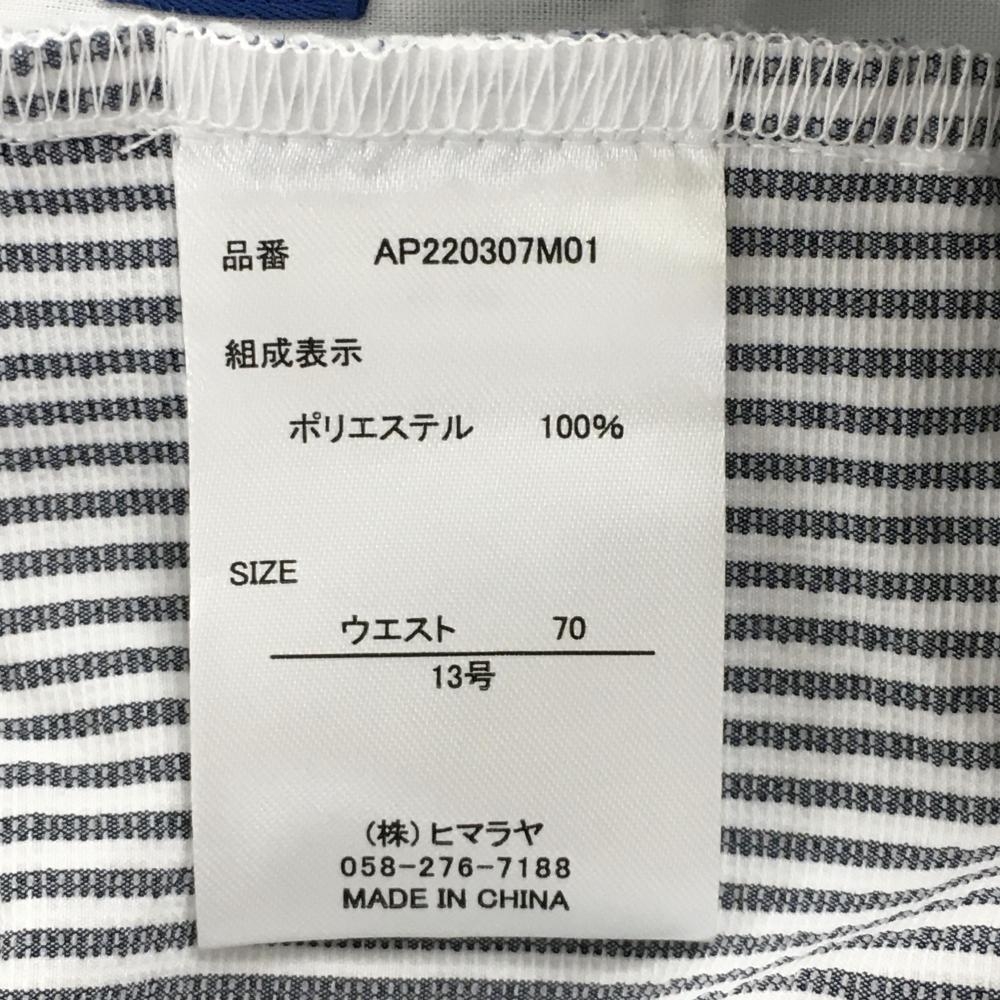 品番 AP220307M01
組成表示
ポリエステル 100%
SIZE
ウエスト 70
13号
(株)ヒマラヤ
058-276-7188
MADE IN CHINA